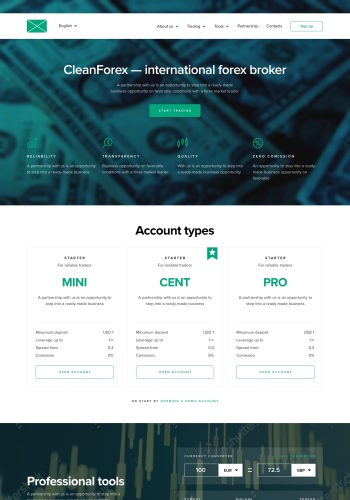 English
About us
Trading
Tools
Partnership
Contacts
Sign Up
CleanForex — international forex broker
A partnership with us is an opportunity to step into a ready-made
business opportunity on favorable conditions with a forex market leader.
START TRADING
RELIABILITY
A partnership with us is an opportunity
to step into a ready-made business
TRANSPARENCY
Business opportunity on favorable
conditions with a forex market leader.
QUALITY
With us is an opportunity to step into
a ready-made business opportunity
ZERO COMISSION
An opportunity to step into a ready
made business opportunity on
favorable
Account types
STARTED
For reliable traders
MINI
A partnership with us is an opportunity to
step into a ready-made business
Minumum deposit USD 1
Leverage up to
Spread from 0.3
Comission 0%
OPEN ACCOUNT
STARTED
For reliable traders
CENT
A partnership with us is an opportunity to
step into a ready-made business
Minumum deposit USD 1
Leverage up to
Spread from 0.3
Comission 0%
OPEN ACCOUNT
STARTED
For reliable traders
PRO
A partnership with us is an opportunity to
step into a ready-made business
Minumum deposit USD 1
Leverage up to
Spread from 0.3
Comission 0%
OPEN ACCOUNT
OR START BY OPENING A DEMO ACCOUNT
Professional tools
A partnership with us is an opportunity to step into a
CURRENCY CONVERTER
100 EUR = 72.5 GBP
SYMBOL
SPREAD